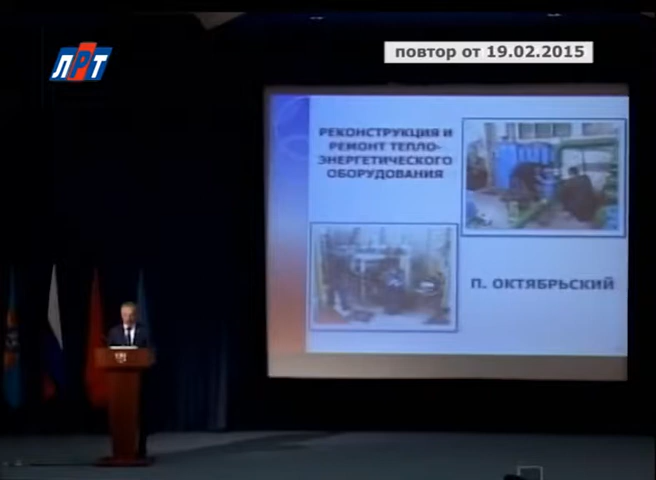 ЛРТ
повтор от 19.02.2015
РЕКОНСТРУКЦИЯ И
РЕМОНТ ТЕПЛО-
ЭНЕРГЕТИЧЕСКОГО
ОБОРУДОВАНИЯ
П. ОКТЯБРЬСКИЙ